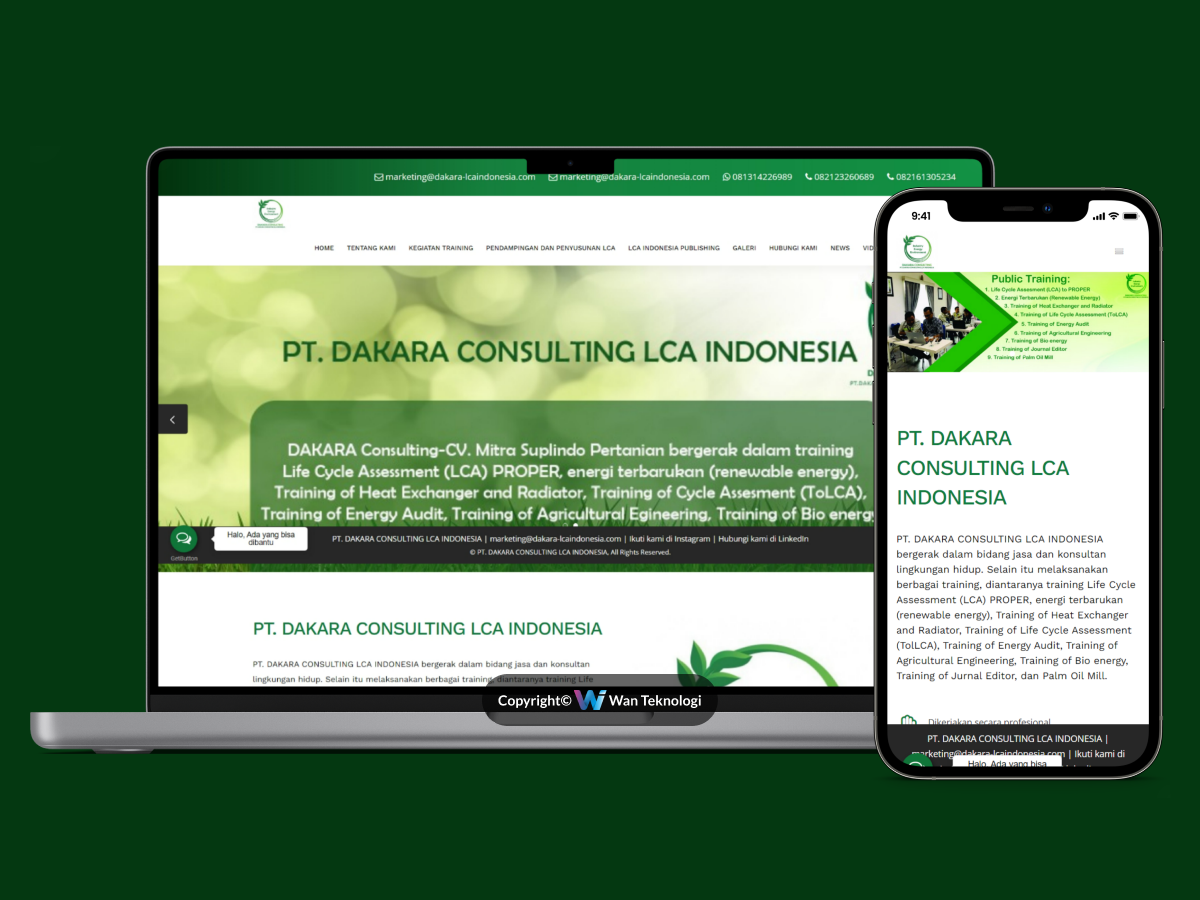 marketing@dakara-lcaindonesia.com marketing@dakara-lcaindonesia.com 081314226989 082123260689 082161305234
HOME TENTANG KAMI KEGIATAN TRAINING PENDAMPINGAN DAN PENYUSUNAN LCA LCA INDONESIA PUBLISHING GALERI HUBUNGI KAMI NEWS VID
PT. DAKARA CONSULTING LCA INDONESIA
PT.DAKA
DAKARA Consulting-CV. Mitra Suplindo Pertanian bergerak dalam training
Life Cycle Assessment (LCA) PROPER, energi terbarukan (renewable energy),
Training of Heat Exchanger and Radiator, Training of Cycle Assesment (ToLCA),
Training of Energy Audit, Training of Agricultural Egineering, Training of Bio energy
Halo, Ada yang bisa
dibantu
GetButton
PT. DAKARA CONSULTING LCA INDONESIA | marketing@dakara-lcaindonesia.com | Ikuti kami di Instagram | Hubungi kami di LinkedIn
© PT. DAKARA CONSULTING LCA INDONESIA, All Rights Reserved.
PT. DAKARA CONSULTING LCA INDONESIA
PT. DAKARA CONSULTING LCA INDONESIA bergerak dalam bidang jasa dan konsultan
lingkungan hidup. Selain itu melaksanakan berbagai training, diantaranya training Life
Copyright© Wan Teknologi
9:41
Public Training:
1. Life Cycle Assesment (LCA) to PROPER
2. Energi Terbarukan (Renewable Energy)
3. Training of Heat Exchanger and Radiator
4. Training of Life Cycle Assessment (ToLCA)
5. Training of Energy Audit
6. Training of Agricultural Engineering
7. Training of Bio energy
8. Training of Journal Editor
9. Training of Palm Oil Mill
PT. DAKARA
CONSULTING LCA
INDONESIA
PT. DAKARA CONSULTING LCA INDONESIA
bergerak dalam bidang jasa dan konsultan
lingkungan hidup. Selain itu melaksanakan
berbagai training, diantaranya training Life Cycle
Assessment (LCA) PROPER, energi terbarukan
(renewable energy), Training of Heat Exchanger
and Radiator, Training of Life Cycle Assessment
(TolLCA), Training of Energy Audit, Training of
Agricultural Engineering, Training of Bio energy,
Training of Jurnal Editor, dan Palm Oil Mill.
Dikerjakan secara profesional
PT. DAKARA CONSULTING LCA INDONESIA |
marketing@dakara-lcaindonesia.com | Ikuti kami di
Halo, Ada yang bisa